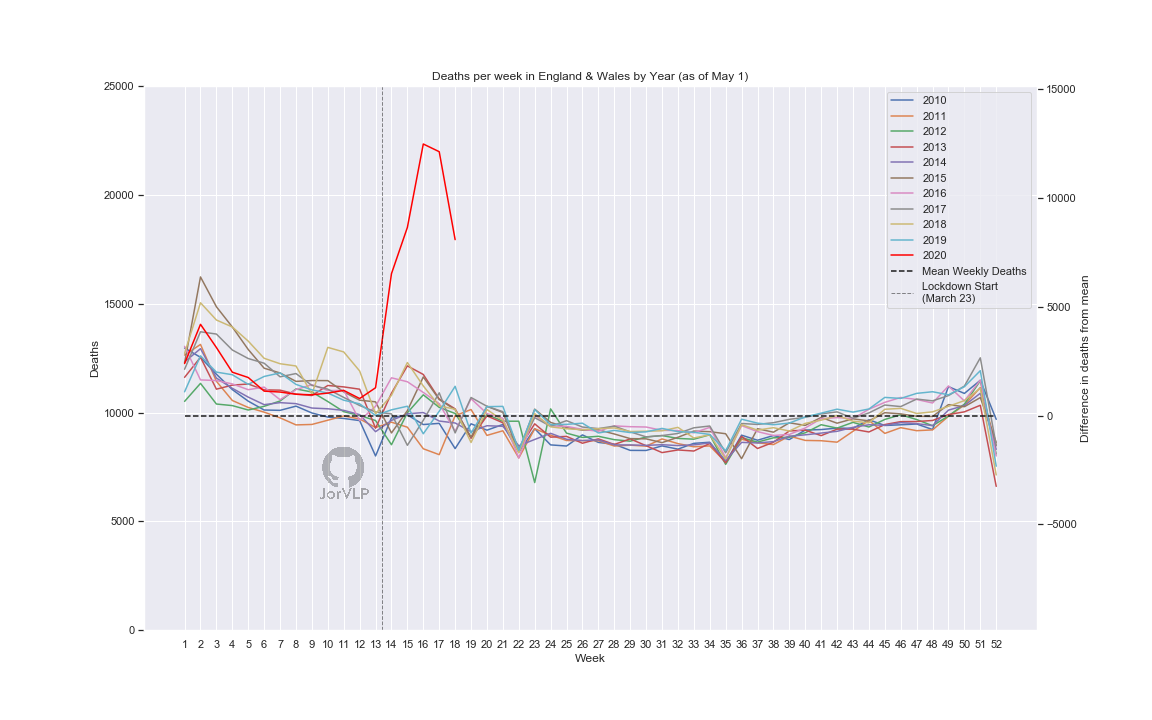 Deaths per week in England & Wales by Year (as of May 1)
25000
20000
15000
10000
5000
0
Deaths
1 2 3 4 5 6 7 8 9 10 11 12 13 14 15 16 17 18 19 20 21 22 23 24 25 26 27 28 29 30 31 32 33 34 35 36 37 38 39 40 41 42 43 44 45 46 47 48 49 50 51 52
Week
15000
10000
5000
0
−5000
Difference in deaths from mean
2010
2011
2012
2013
2014
2015
2016
2017
2018
2019
2020
Mean Weekly Deaths
Lockdown Start
(March 23)
JorVLP